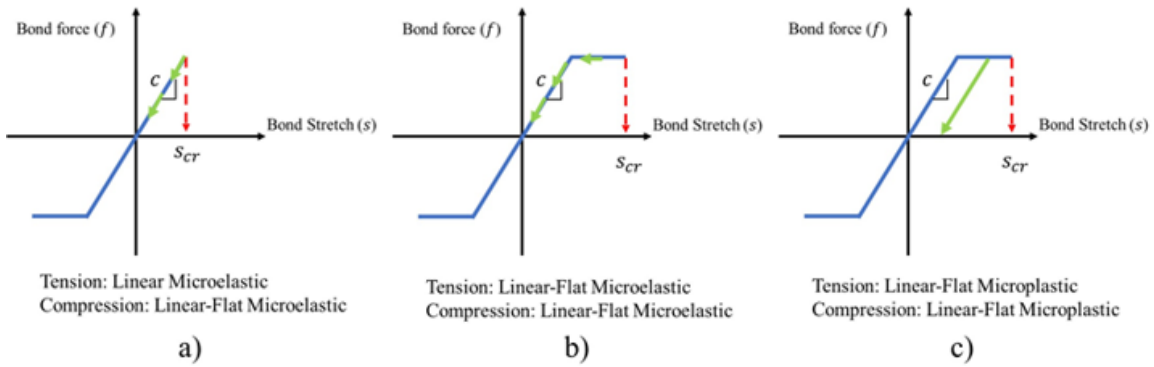 Bond force (f)
c
Bond Stretch (s)
s_cr
Tension: Linear Microelastic
Compression: Linear-Flat Microelastic
a)
Bond force (f)
c
Bond Stretch (s)
s_cr
Tension: Linear-Flat Microelastic
Compression: Linear-Flat Microelastic
b)
Bond force (f)
c
Bond Stretch (s)
s_cr
Tension: Linear-Flat Microplastic
Compression: Linear-Flat Microplastic
c)